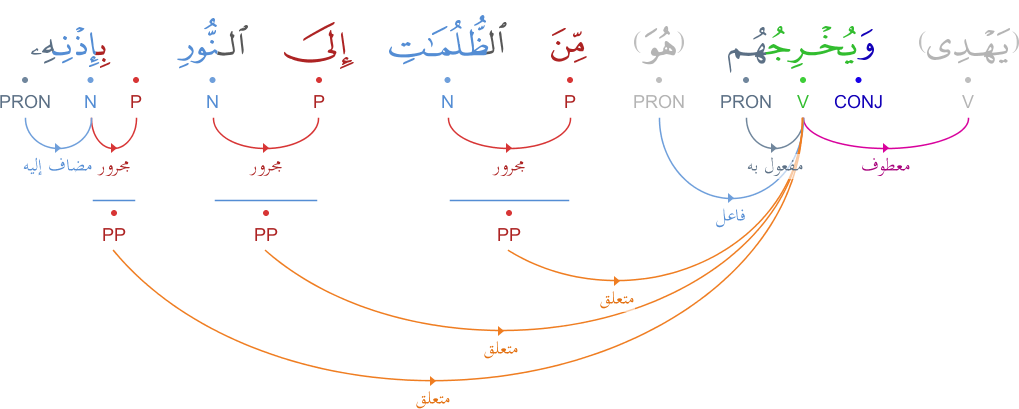 (يَهْدِى) وَيُخْرِجُهُم (هُوَ) مِّنَ ٱلظُّلُمَـٰتِ إِلَى ٱلنُّورِ بِإِذْنِهِۦ
V CONJ V PRON PRON P N P N P N PRON
معطوف مفعول به مجرور مجرور مجرور مضاف إليه
فاعل
PP PP PP
متعلق
متعلق
متعلق